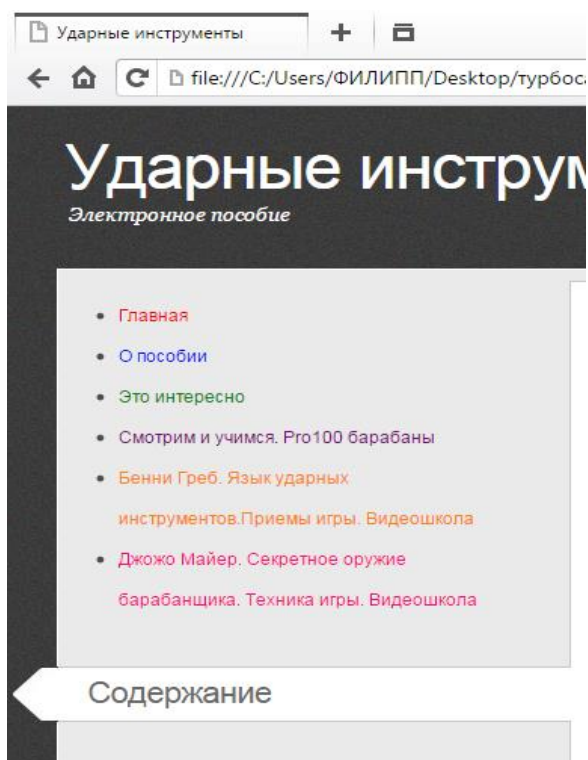 Ударные инструменты
file:///C:/Users/ФИЛИПП/Desktop/турбоса
Ударные инструм
Электронное пособие
Главная
О пособии
Это интересно
Смотрим и учимся. Pro100 барабаны
Бенни Греб. Язык ударных
инструментов.Приемы игры. Видеошкола
Джожо Майер. Секретное оружие
барабанщика. Техника игры. Видеошкола
Содержание